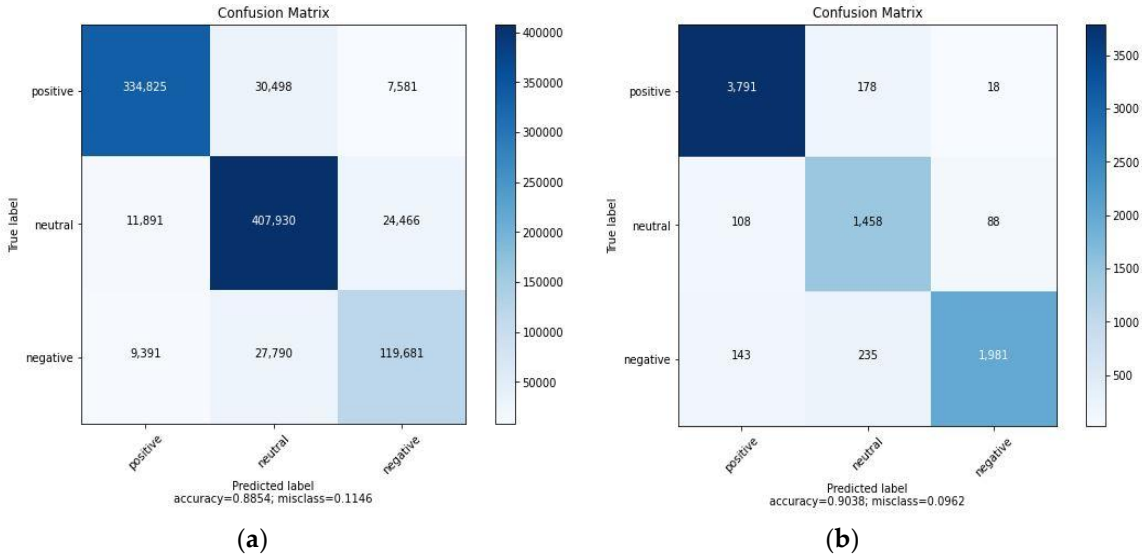 Confusion Matrix
positive
neutral
negative
True label
334,825 30,498 7,581
11,891 407,930 24,466
9,391 27,790 119,681
positive neutral negative
Predicted label
accuracy=0.8854; misclass=0.1146
400000
350000
300000
250000
200000
150000
100000
50000
(a)
Confusion Matrix
positive
neutral
negative
True label
3,791 178 18
108 1,458 88
143 235 1,981
positive neutral negative
Predicted label
accuracy=0.9038; misclass=0.0962
3500
3000
2500
2000
1500
1000
500
(b)